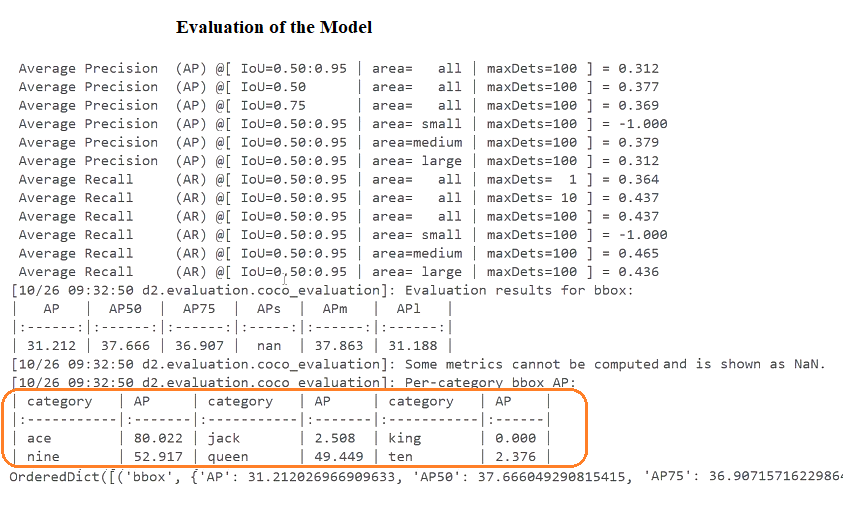 Evaluation of the Model
Average Precision (AP) @[ IoU=0.50:0.95 | area= all | maxDets=100 ] = 0.312
Average Precision (AP) @[ IoU=0.50 | area= all | maxDets=100 ] = 0.377
Average Precision (AP) @[ IoU=0.75 | area= all | maxDets=100 ] = 0.369
Average Precision (AP) @[ IoU=0.50:0.95 | area= small | maxDets=100 ] = -1.000
Average Precision (AP) @[ IoU=0.50:0.95 | area=medium | maxDets=100 ] = 0.379
Average Precision (AP) @[ IoU=0.50:0.95 | area= large | maxDets=100 ] = 0.312
Average Recall (AR) @[ IoU=0.50:0.95 | area= all | maxDets= 1 ] = 0.364
Average Recall (AR) @[ IoU=0.50:0.95 | area= all | maxDets= 10 ] = 0.437
Average Recall (AR) @[ IoU=0.50:0.95 | area= all | maxDets=100 ] = 0.437
Average Recall (AR) @[ IoU=0.50:0.95 | area= small | maxDets=100 ] = -1.000
Average Recall (AR) @[ IoU=0.50:0.95 | area=medium | maxDets=100 ] = 0.465
Average Recall (AR) @[ IoU=0.50:0.95 | area= large | maxDets=100 ] = 0.436
[10/26 09:32:50 d2.evaluation.coco_evaluation]: Evaluation results for bbox:
| AP | AP50 | AP75 | APs | APm | APl |
|:------:|:------:|:------:|:-----:|:------:|:------:|
| 31.212 | 37.666 | 36.907 | nan | 37.863 | 31.188 |
[10/26 09:32:50 d2.evaluation.coco_evaluation]: Some metrics cannot be computed and is shown as NaN.
[10/26 09:32:50 d2.evaluation.coco_evaluation]: Per-category bbox AP:
| category | AP | category | AP | category | AP |
|:-----------|:-------|:-----------|:-------|:-----------|:------|
| ace | 80.022 | jack | 2.508 | king | 0.000 |
| nine | 52.917 | queen | 49.449 | ten | 2.376 |
OrderedDict([('bbox', {'AP': 31.212026966909633, 'AP50': 37.666049290815415, 'AP75': 36.9071571622986